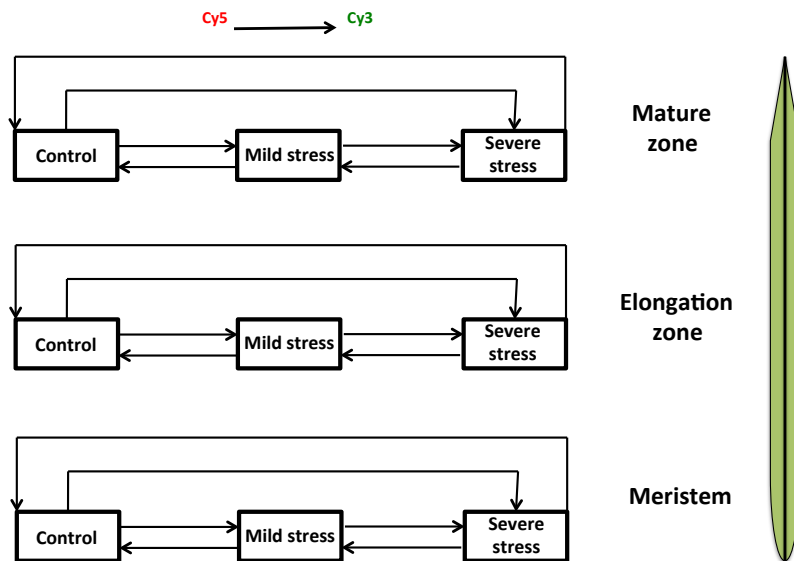 Cy5
Cy3
Control
Mild stress
Severe
stress
Mature
zone
Control
Mild stress
Severe
stress
Elongation
zone
Control
Mild stress
Severe
stress
Meristem